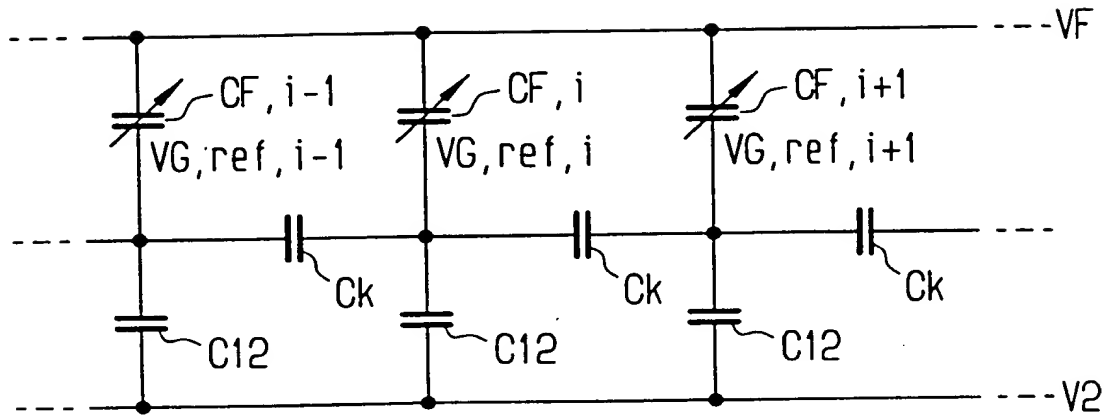 VF
CF, i-1
CF, i
CF, i+1
VG, ref, i-1
VG, ref, i
VG, ref, i+1
Ck
Ck
Ck
C12
C12
C12
V2